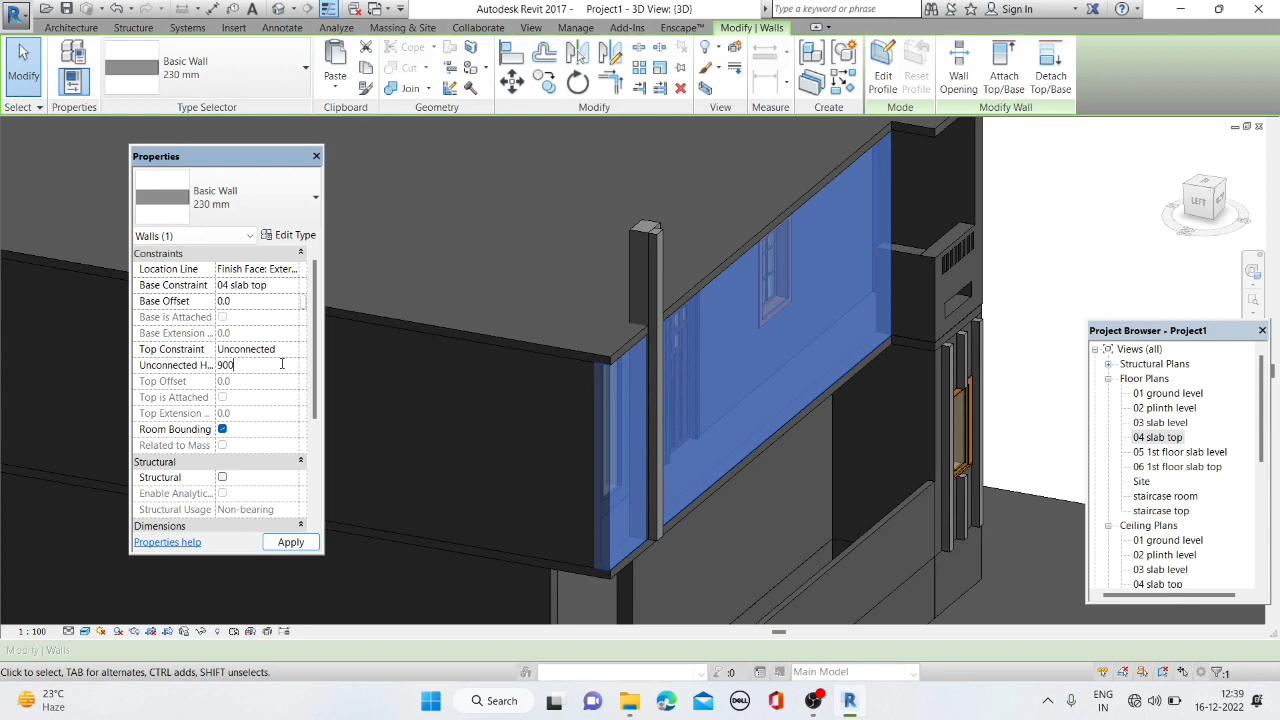 Autodesk Revit 2017 - Project1 - 3D View: {3D}
Type a keyword or phrase
Sign In
Architecture Structure Systems Insert Annotate Analyze Massing & Site Collaborate View Manage Add-Ins Enscape™ Modify | Walls
Modify
Select
Properties
Basic Wall
230 mm
Type Selector
Paste
Clipboard
Cope
Cut
Join
Geometry
Modify
View
Measure
Create
Edit Profile
Reset Profile
Mode
Wall Opening
Attach Top/Base
Detach Top/Base
Modify Wall
Properties
Basic Wall
230 mm
Walls (1)
Edit Type
Constraints
Location Line Finish Face: Exter...
Base Constraint 04 slab top
Base Offset 0.0
Base is Attached
Base Extension ... 0.0
Top Constraint Unconnected
Unconnected H... 900
Top Offset 0.0
Top is Attached
Top Extension ... 0.0
Room Bounding
Related to Mass
Structural
Structural
Enable Analytic...
Structural Usage Non-bearing
Dimensions
Properties help
Apply
LEFT
Project Browser - Project1
Views (all)
Structural Plans
Floor Plans
01 ground level
02 plinth level
03 slab level
04 slab top
05 1st floor slab level
06 1st floor slab top
Site
staircase room
staircase top
Ceiling Plans
01 ground level
02 plinth level
03 slab level
04 slab top
1 : 100
Modify | Walls
Click to select, TAB for alternates, CTRL adds, SHIFT unselects.
:0
Main Model
:1
23°C
Haze
Search
DELL
ENG
IN
12:39
16-12-2022